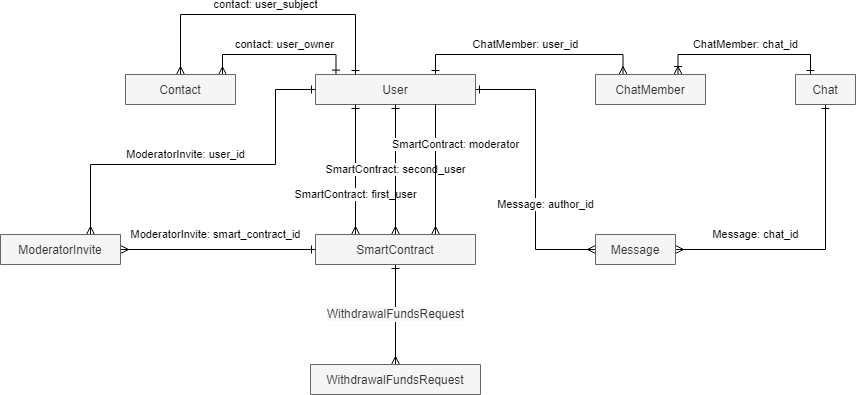 contact: user_subject
contact: user_owner
ChatMember: user_id
ChatMember: chat_id
Contact
User
ChatMember
Chat
SmartContract: moderator
ModeratorInvite: user_id
SmartContract: second_user
SmartContract: first_user
Message: author_id
ModeratorInvite: smart_contract_id
Message: chat_id
ModeratorInvite
SmartContract
Message
WithdrawalFundsRequest
WithdrawalFundsRequest